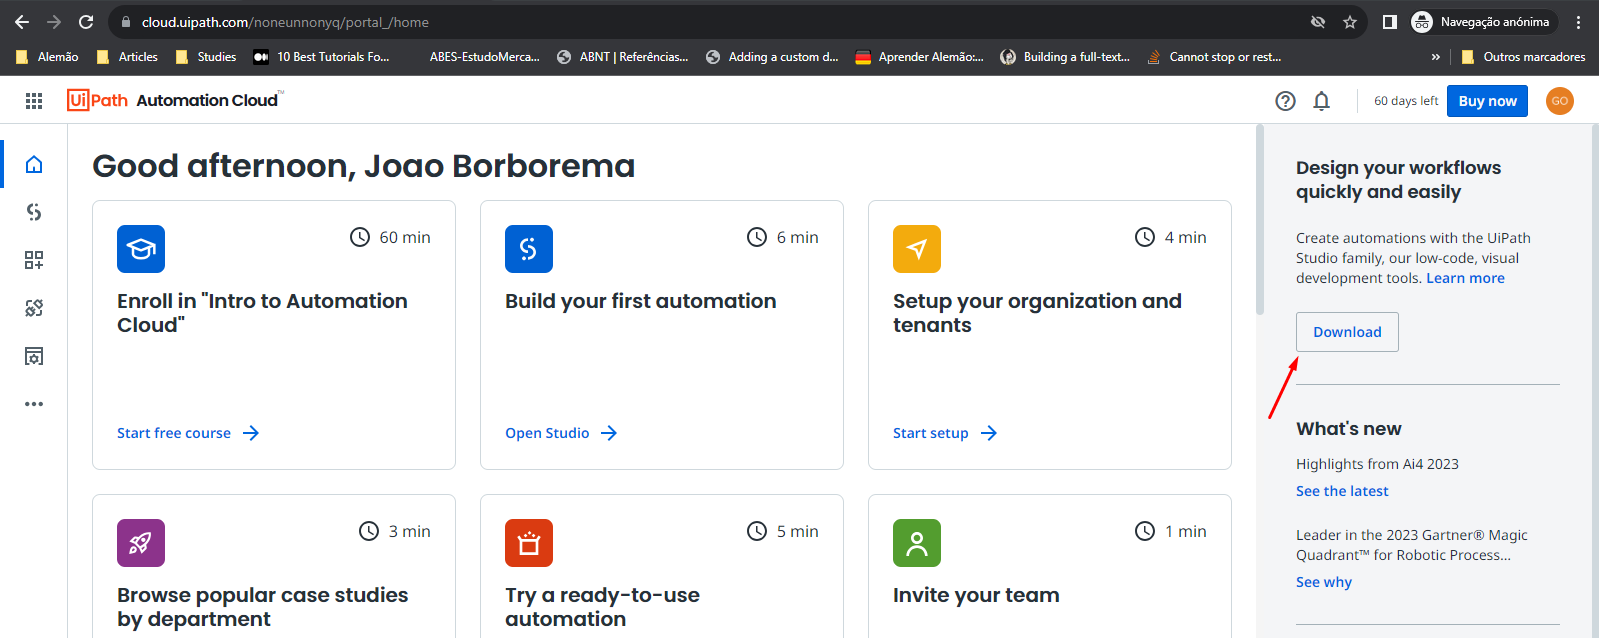 cloud.uipath.com/noneunnonyq/portal_/home
Navegação anónima
Alemão
Articles
Studies
10 Best Tutorials Fo...
ABES-EstudoMerca...
ABNT | Referências...
Adding a custom d...
Aprender Alemão:...
Building a full-text...
Cannot stop or rest...
»
Outros marcadores
UiPath Automation Cloud™
60 days left
Buy now
GO
Good afternoon, Joao Borborema
60 min
Enroll in "Intro to Automation
Cloud"
Start free course
6 min
Build your first automation
Open Studio
4 min
Setup your organization and
tenants
Start setup
3 min
Browse popular case studies
by department
5 min
Try a ready-to-use
automation
1 min
Invite your team
Design your workflows
quickly and easily
Create automations with the UiPath
Studio family, our low-code, visual
development tools. Learn more
Download
What's new
Highlights from Ai4 2023
See the latest
Leader in the 2023 Gartner® Magic
Quadrant™ for Robotic Process...
See why